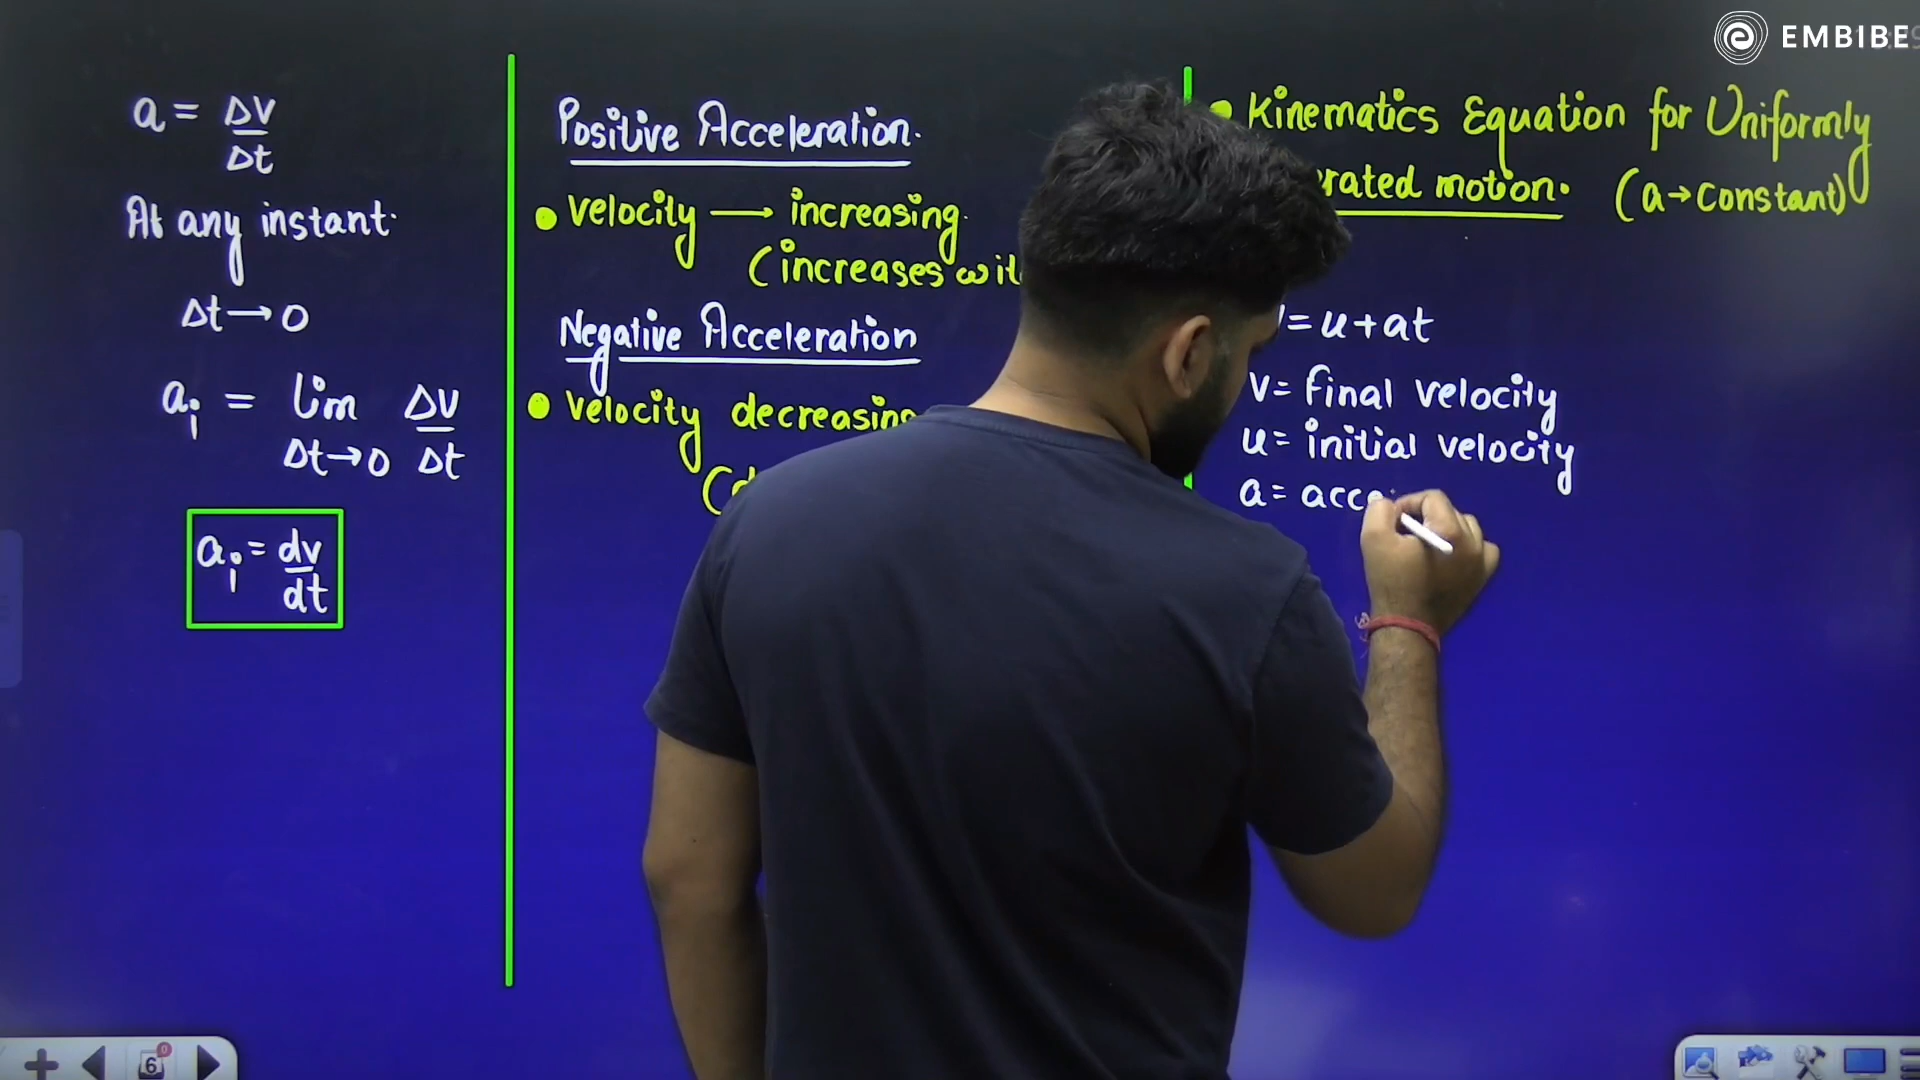 EMBIBE
a = Δv
Δt
At any instant.
Δt → 0
ai = lim Δv
Δt→0 Δt
ai = dv
dt
Positive Acceleration.
• velocity → increasing.
(increases
Negative Acceleration
• velocity decreasing
• Kinematics Equation for Uniformly
motion. (a→constant)
= u + at
v = final velocity
u = initial velocity
a =
6